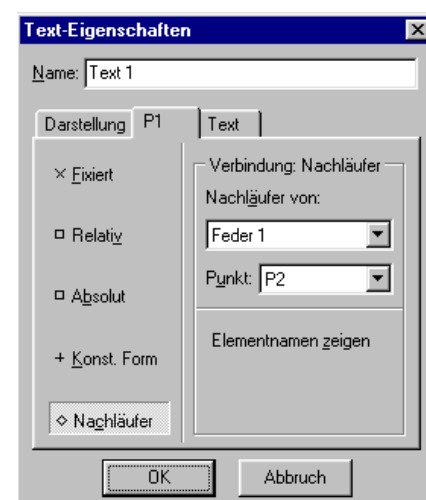 Text-Eigenschaften
Name: Text 1
Darstellung P1 Text
× Fixiert
Relativ
Absolut
+ Konst. Form
◇ Nachläufer
Verbindung: Nachläufer
Nachläufer von:
Feder 1
Punkt: P2
Elementnamen zeigen
OK Abbruch